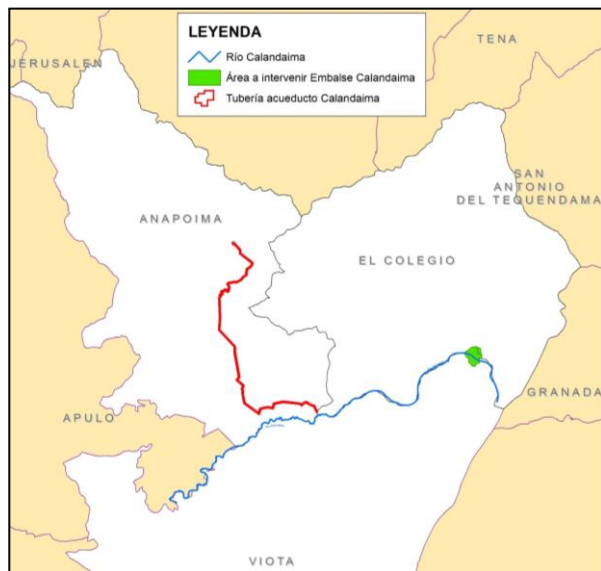 LEYENDA
Río Calandaima
Área a intervenir Embalse Calandaima
Tubería acueducto Calandaima
TENA
JERUSALEN
SAN
ANTONIO
DEL TEQUENDAMA
ANAPOIMA
EL COLEGIO
GRANADA
APULO
VIOTA